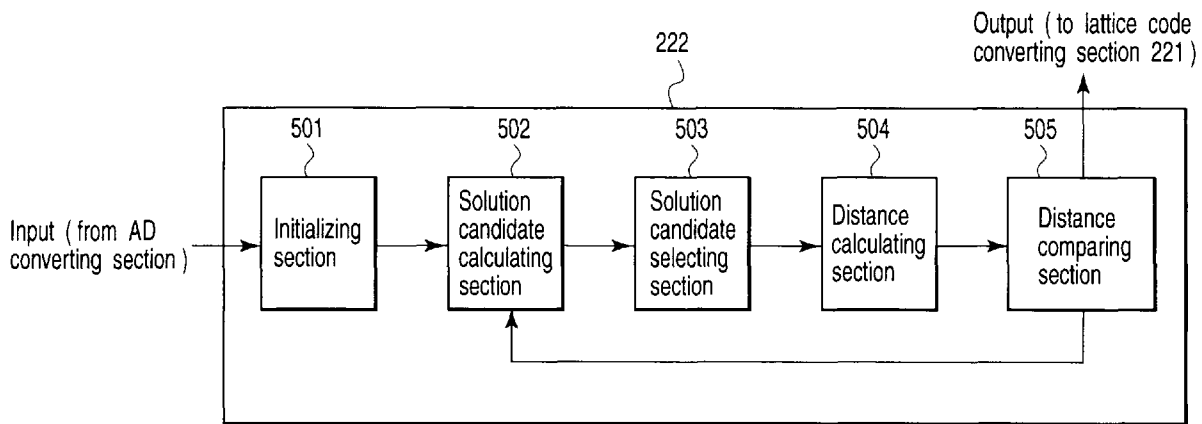 Output (to lattice code
converting section 221)
222
501
502
503
504
505
Input (from AD
converting section)
Initializing
section
Solution
candidate
calculating
section
Solution
candidate
selecting
section
Distance
calculating
section
Distance
comparing
section